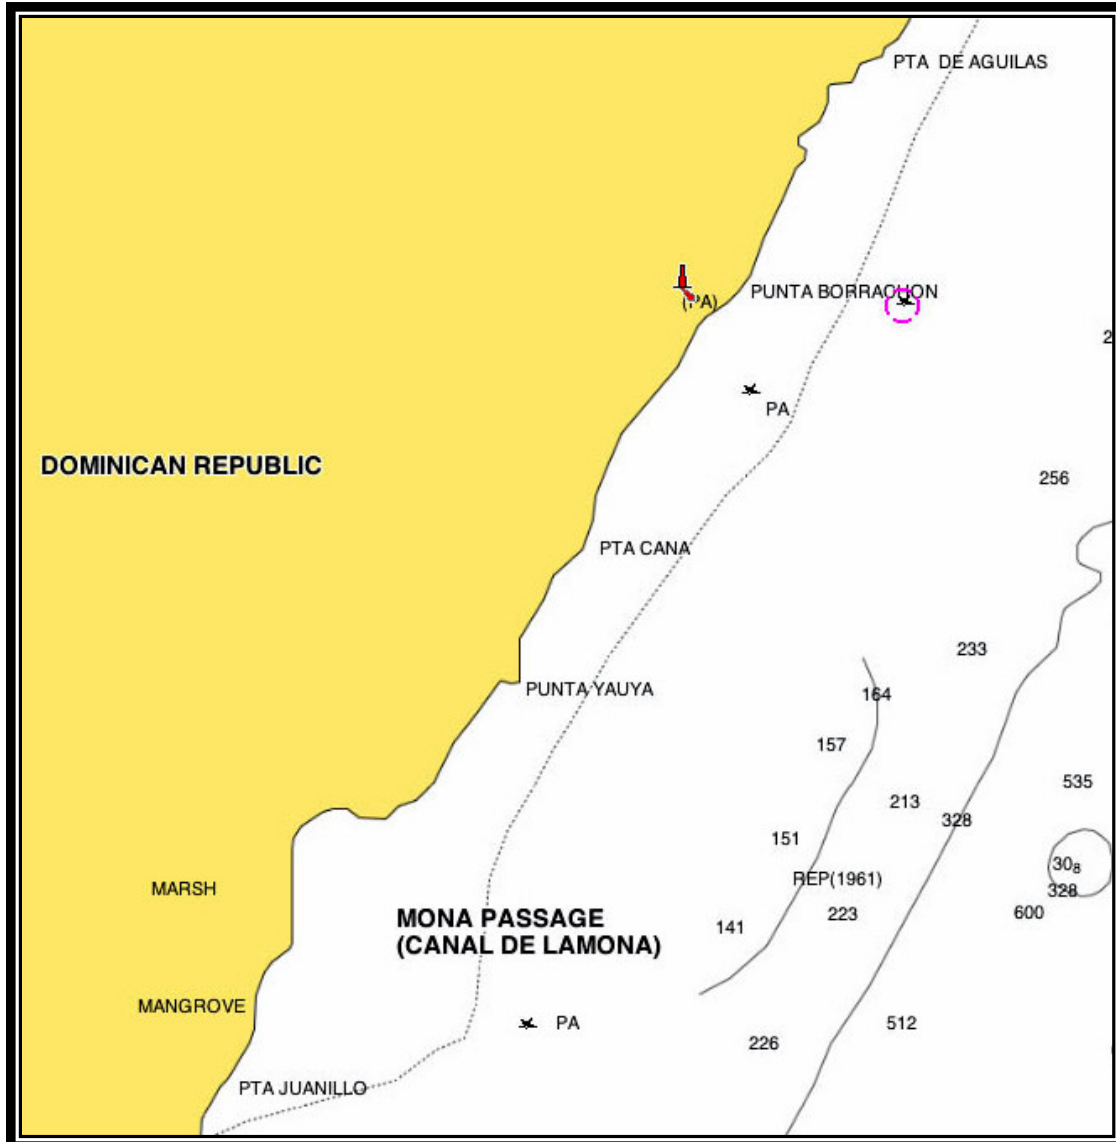 PTA DE AGUILAS
PUNTA BORRACHON
(PA)
2
PA
DOMINICAN REPUBLIC
256
PTA CANA
233
PUNTA YAUYA
164
157
535
213
328
151
30₈
REP(1961)
328
MARSH
600
223
MONA PASSAGE
141
(CANAL DE LAMONA)
MANGROVE
PA
512
226
PTA JUANILLO